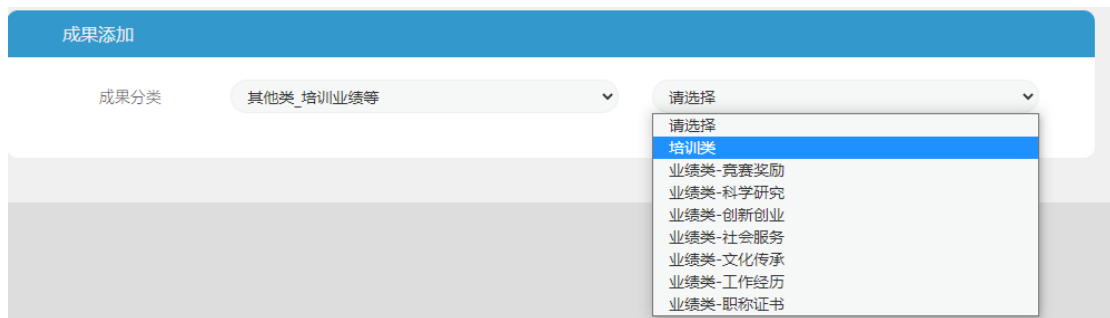 成果添加
成果分类 其他类_培训业绩等 请选择
请选择
培训类
业绩类-竞赛奖励
业绩类-科学研究
业绩类-创新创业
业绩类-社会服务
业绩类-文化传承
业绩类-工作经历
业绩类-职称证书